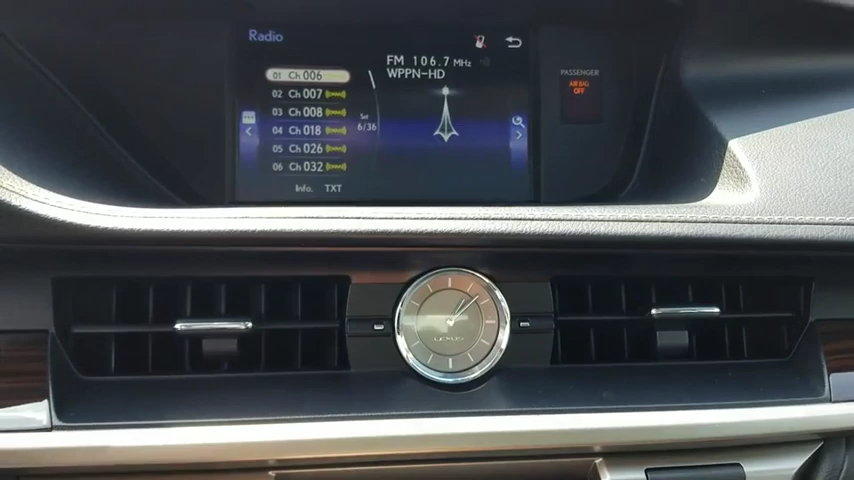 Radio
FM 106.7 MHz
WPPN-HD
01 Ch 006
02 Ch 007
03 Ch 008
04 Ch 018
05 Ch 026
06 Ch 032
Sel
6/36
Info. TXT
PASSENGER
AIR BAG
OFF
LEXUS